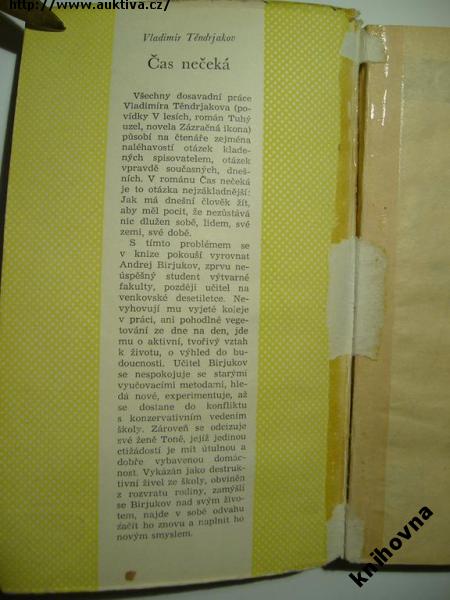 http://www.auktiva.cz/
Vladimír Těndrjakov
Čas nečeká
Všechny dosavadní práce
Vladimíra Těndrjakova (po-
vídky V lesích, román Tuhý
uzel, novela Zázračná ikona)
působí na čtenáře zejména
naléhavostí otázek klade-
ných spisovatelem, otázek
vpravdě současných, dneš-
ních. V románu Čas nečeká
je to otázka nejzákladnější:
Jak má dnešní člověk žít,
aby měl pocit, že nezůstává
nic dlužen sobě, lidem, své
zemi, své době.
S tímto problémem se
v knize pokouší vyrovnat
Andrej Birjukov, zprvu ne-
úspěšný student výtvarné
fakulty, později učitel na
venkovské desetiletce. Ne-
vyhovují mu vyjeté koleje
v práci, ani pohodlné vege-
tování ze dne na den, jde
mu o aktivní, tvořivý vztah
k životu, o výhled do bu-
doucnosti. Učitel Birjukov
se nespokojuje se starými
vyučovacími metodami, hle-
dá nové, experimentuje, až
se dostane do konfliktu
s konzervativním vedením
školy. Zároveň se odcizuje
své ženě Toně, jejíž jedinou
ctižádostí je mít útulnou a
dobře vybavenou domác-
nost. Vykázán jako destruk-
tivní živel ze školy, obviněn
z rozvratu rodiny, zamýšlí
se Birjukov nad svým živo-
tem, najde v sobě odvahu
začít ho znovu a naplnit ho
novým smyslem.
knihovna